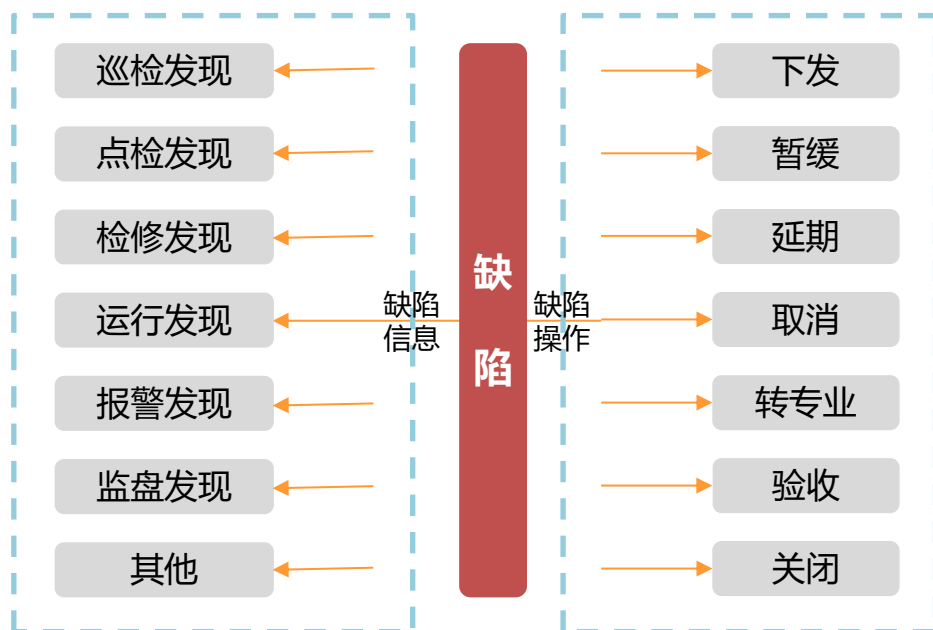 巡检发现
点检发现
检修发现
运行发现
报警发现
监盘发现
其他
缺陷
信息
缺
陷
缺陷
操作
下发
暂缓
延期
取消
转专业
验收
关闭